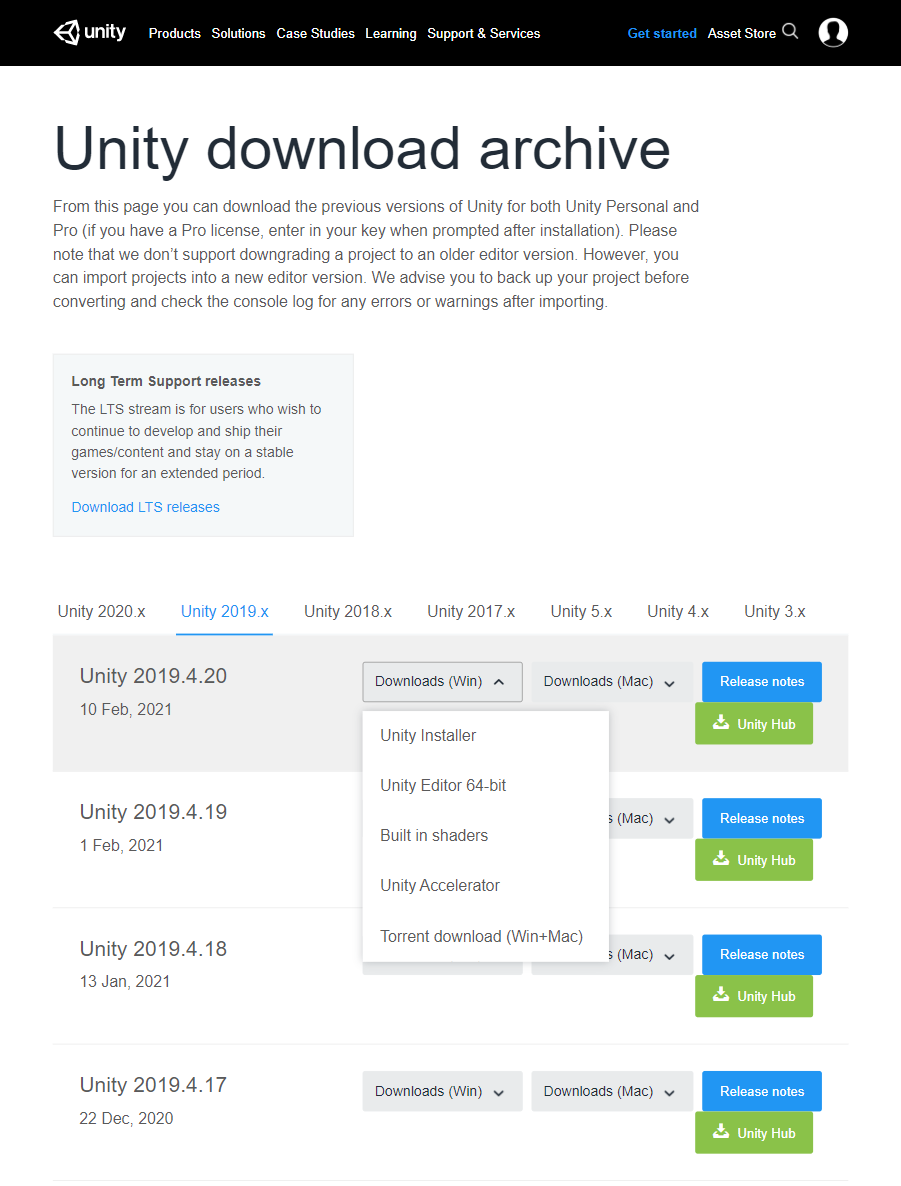 unity Products Solutions Case Studies Learning Support & Services Get started Asset Store
Unity download archive
From this page you can download the previous versions of Unity for both Unity Personal and
Pro (if you have a Pro license, enter in your key when prompted after installation). Please
note that we don’t support downgrading a project to an older editor version. However, you
can import projects into a new editor version. We advise you to back up your project before
converting and check the console log for any errors or warnings after importing.
Long Term Support releases
The LTS stream is for users who wish to
continue to develop and ship their
games/content and stay on a stable
version for an extended period.
Download LTS releases
Unity 2020.x Unity 2019.x Unity 2018.x Unity 2017.x Unity 5.x Unity 4.x Unity 3.x
Unity 2019.4.20 Downloads (Win) Downloads (Mac) Release notes
10 Feb, 2021 Unity Hub
Unity Installer
Unity Editor 64-bit
Unity 2019.4.19 s (Mac) Release notes
Built in shaders
1 Feb, 2021 Unity Hub
Unity Accelerator
Torrent download (Win+Mac)
Unity 2019.4.18 s (Mac) Release notes
13 Jan, 2021 Unity Hub
Unity 2019.4.17 Downloads (Win) Downloads (Mac) Release notes
22 Dec, 2020 Unity Hub